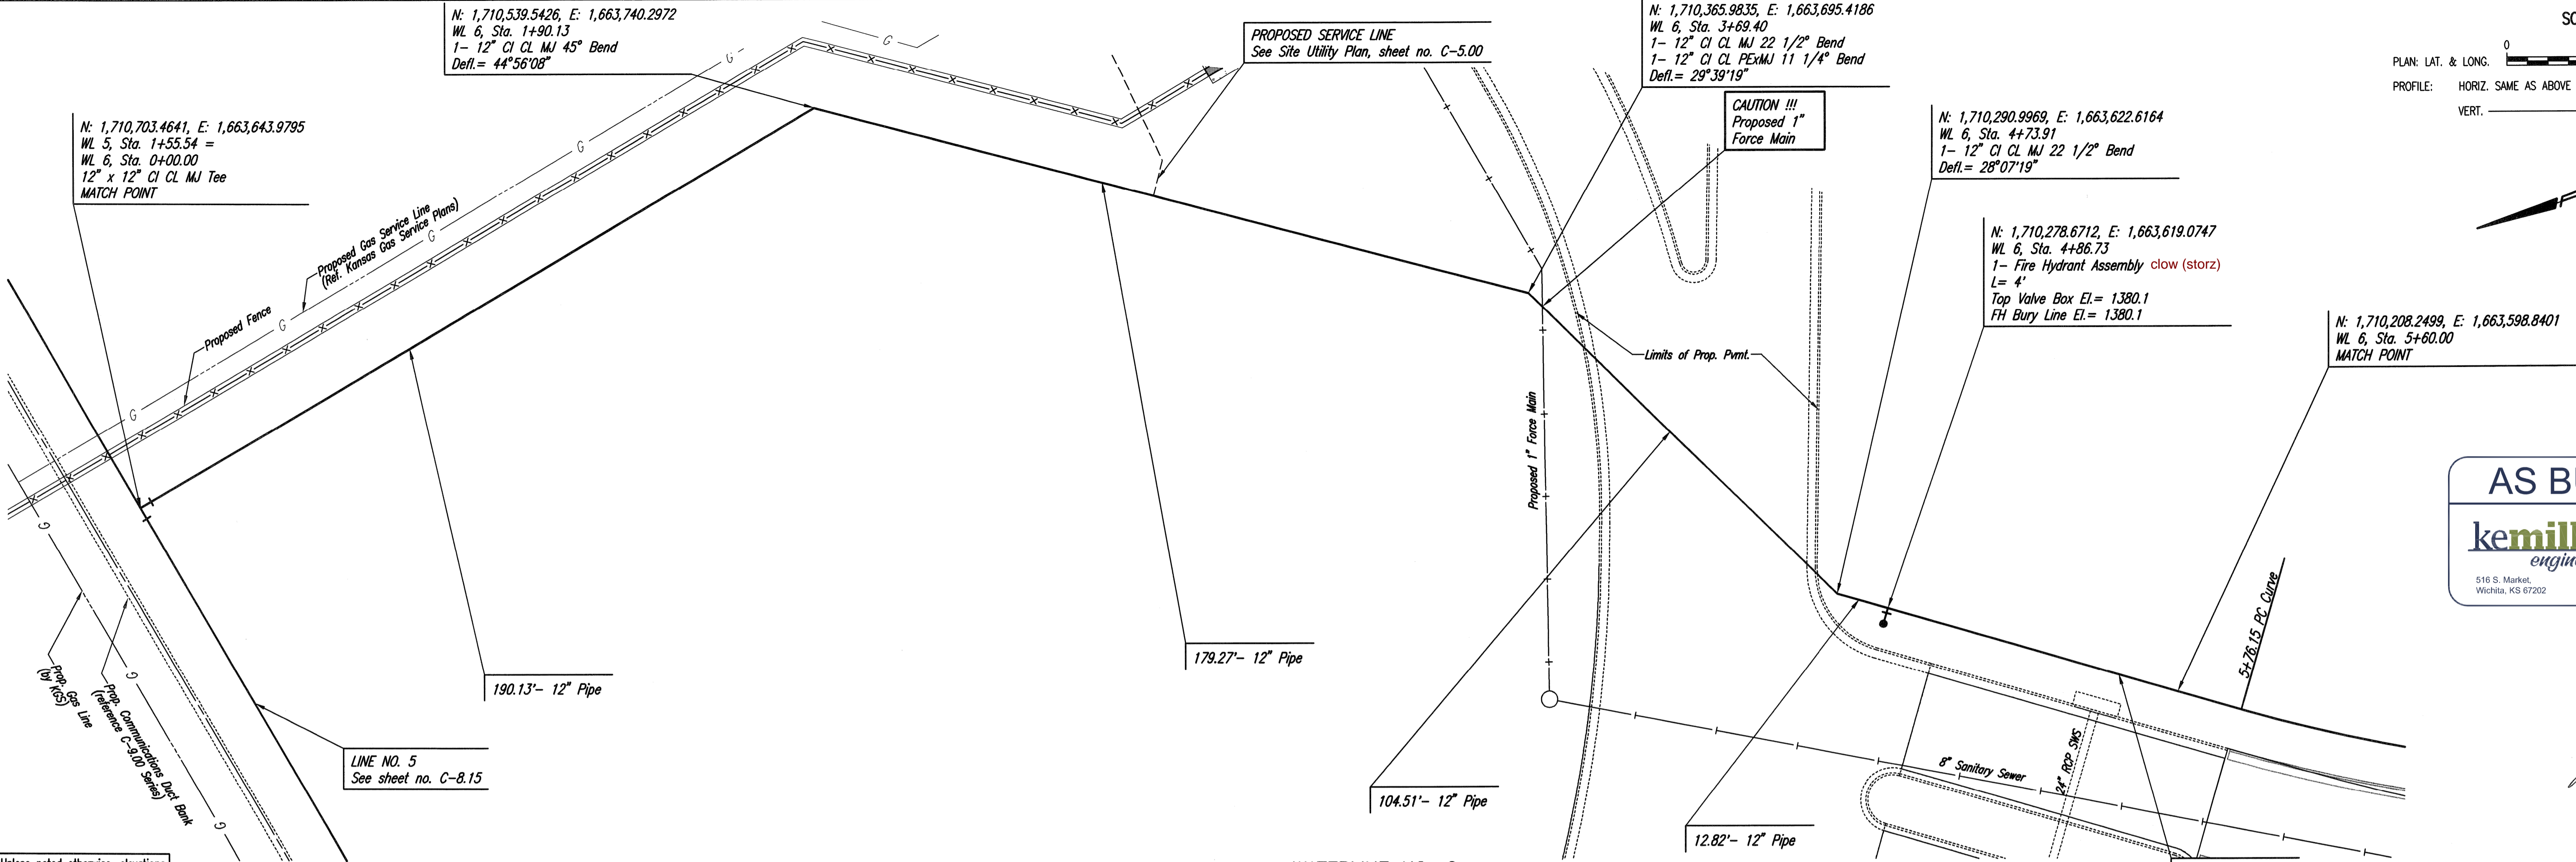 N: 1,710,539.5426, E: 1,663,740.2972
WL 6, Sta. 1+90.13
1- 12" CI CL MJ 45° Bend
Defl.= 44°56'08"
PROPOSED SERVICE LINE
See Site Utility Plan, sheet no. C-5.00
N: 1,710,365.9835, E: 1,663,695.4186
WL 6, Sta. 3+69.40
1- 12" CI CL MJ 22 1/2° Bend
1- 12" CI CL PExMJ 11 1/4° Bend
Defl.= 29°39'19"
0
PLAN: LAT. & LONG.
PROFILE: HORIZ. SAME AS ABOVE
VERT.
CAUTION !!!
Proposed 1"
Force Main
N: 1,710,703.4641, E: 1,663,643.9795
WL 5, Sta. 1+55.54 =
WL 6, Sta. 0+00.00
12" x 12" CI CL MJ Tee
MATCH POINT
N: 1,710,290.9969, E: 1,663,622.6164
WL 6, Sta. 4+73.91
1- 12" CI CL MJ 22 1/2° Bend
Defl.= 28°07'19"
N: 1,710,278.6712, E: 1,663,619.0747
WL 6, Sta. 4+86.73
1- Fire Hydrant Assembly clow (storz)
L= 4'
Top Valve Box El.= 1380.1
FH Bury Line El.= 1380.1
N: 1,710,208.2499, E: 1,663,598.8401
WL 6, Sta. 5+60.00
MATCH POINT
G
G
G
G
G
G
Proposed Gas Service Line
(Ref. Kansas Gas Service Plans)
Proposed Fence
Limits of Prop. Pvmt.
Proposed 1" Force Main
AS
kemill
516 S. Market,
Wichita, KS 67202
5+76.15 PC Curve
G
G
G
Prop. Gas Line
(by KGS)
Prop. Communications Duct Bank
(reference C-9.00 Series)
190.13'- 12" Pipe
179.27'- 12" Pipe
LINE NO. 5
See sheet no. C-8.15
104.51'- 12" Pipe
12.82'- 12" Pipe
8" Sanitary Sewer
24" RCP SWS